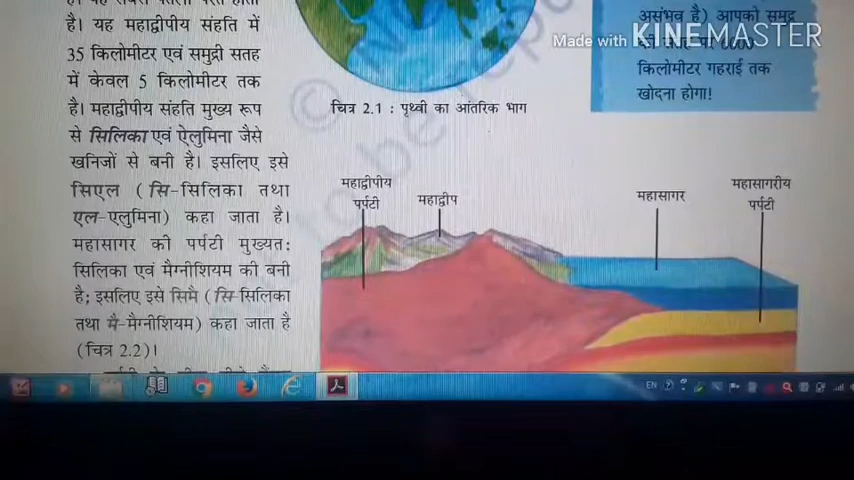 है। यह महाद्वीपीय संहति में
35 किलोमीटर एवं समुद्री सतह
में केवल 5 किलोमीटर तक
है। महाद्वीपीय संहति मुख्य रूप
से सिलिका एवं ऐलुमिना जैसे
खनिजों से बनी है। इसलिए इसे
सिएल ( सि-सिलिका तथा
एल-एलुमिना) कहा जाता है।
महासागर की पर्पटी मुख्यत:
सिलिका एवं मैग्नीशियम की बनी
है; इसलिए इसे सिमै (सि-सिलिका
तथा मै-मैग्नीशियम) कहा जाता है
(चित्र 2.2)।
चित्र 2.1 : पृथ्वी का आंतरिक भाग
असंभव है) आपको समुद्र
किलोमीटर गहराई तक
खोदना होगा!
Made with KINEMASTER
महाद्वीपीय
पर्पटी
महाद्वीप
महासागर
महासागरीय
पर्पटी
EN